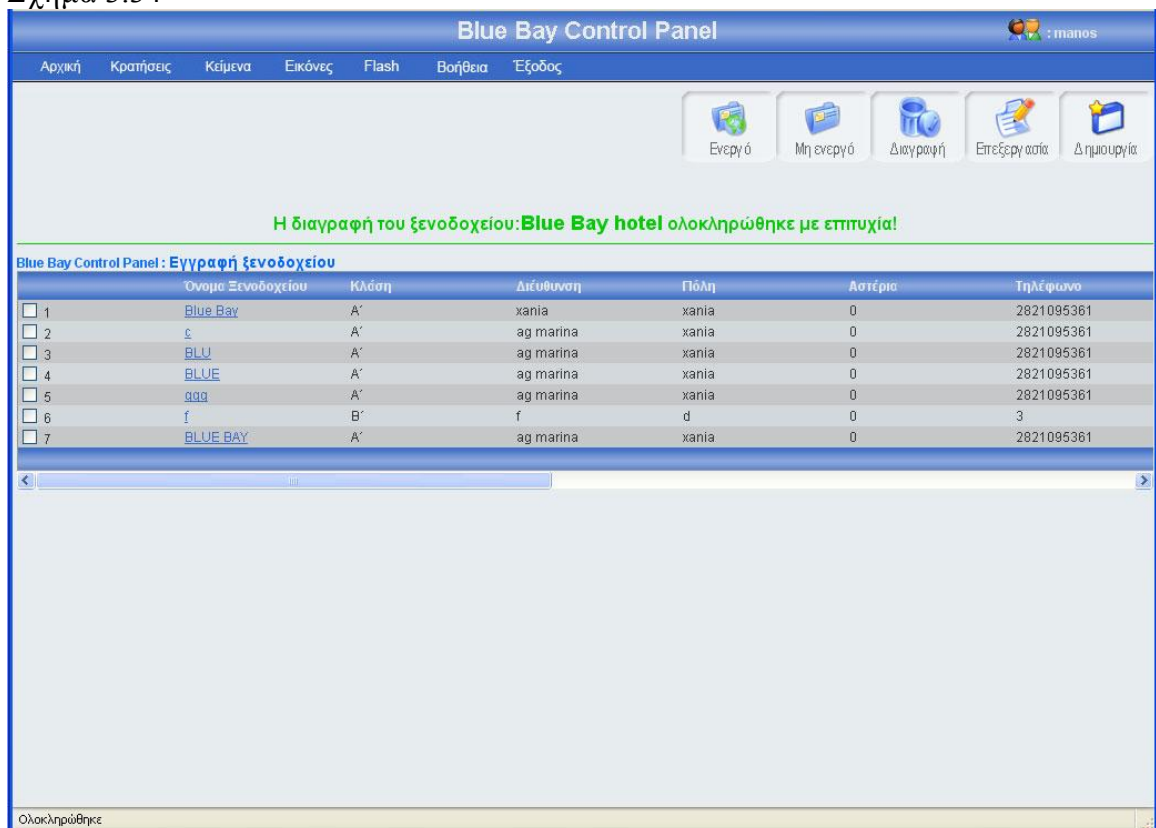 Blue Bay Control Panel : manos
Αρχική Κρατήσεις Κείμενα Εικόνες Flash Βοήθεια Έξοδος
Ενεργό Μη ενεργό Διαγραφή Επεξεργασία Δημιουργία
Η διαγραφή του ξενοδοχείου:Blue Bay hotel ολοκληρώθηκε με επιτυχία!
Blue Bay Control Panel : Εγγραφή ξενοδοχείου
Όνομα Ξενοδοχείου Κλάση Διέυθυνση Πόλη Αστέρια Τηλέφωνο
1 Blue Bay Α΄ xania xania 0 2821095361
2 c Α΄ ag marina xania 0 2821095361
3 BLU Α΄ ag marina xania 0 2821095361
4 BLUE Α΄ ag marina xania 0 2821095361
5 qqq Α΄ ag marina xania 0 2821095361
6 f Β΄ f d 0 3
7 BLUE BAY Α΄ ag marina xania 0 2821095361
Ολοκληρώθηκε